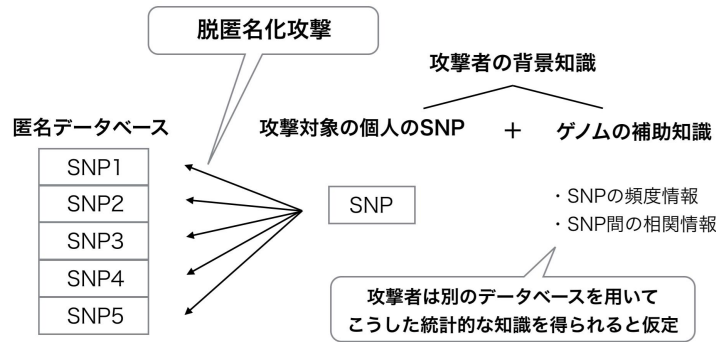 脱匿名化攻撃
攻撃者の背景知識
匿名データベース
攻撃対象の個人のSNP + ゲノムの補助知識
SNP1
SNP2
SNP3
SNP4
SNP5
SNP
・SNPの頻度情報
・SNP間の相関情報
攻撃者は別のデータベースを用いて
こうした統計的な知識を得られると仮定